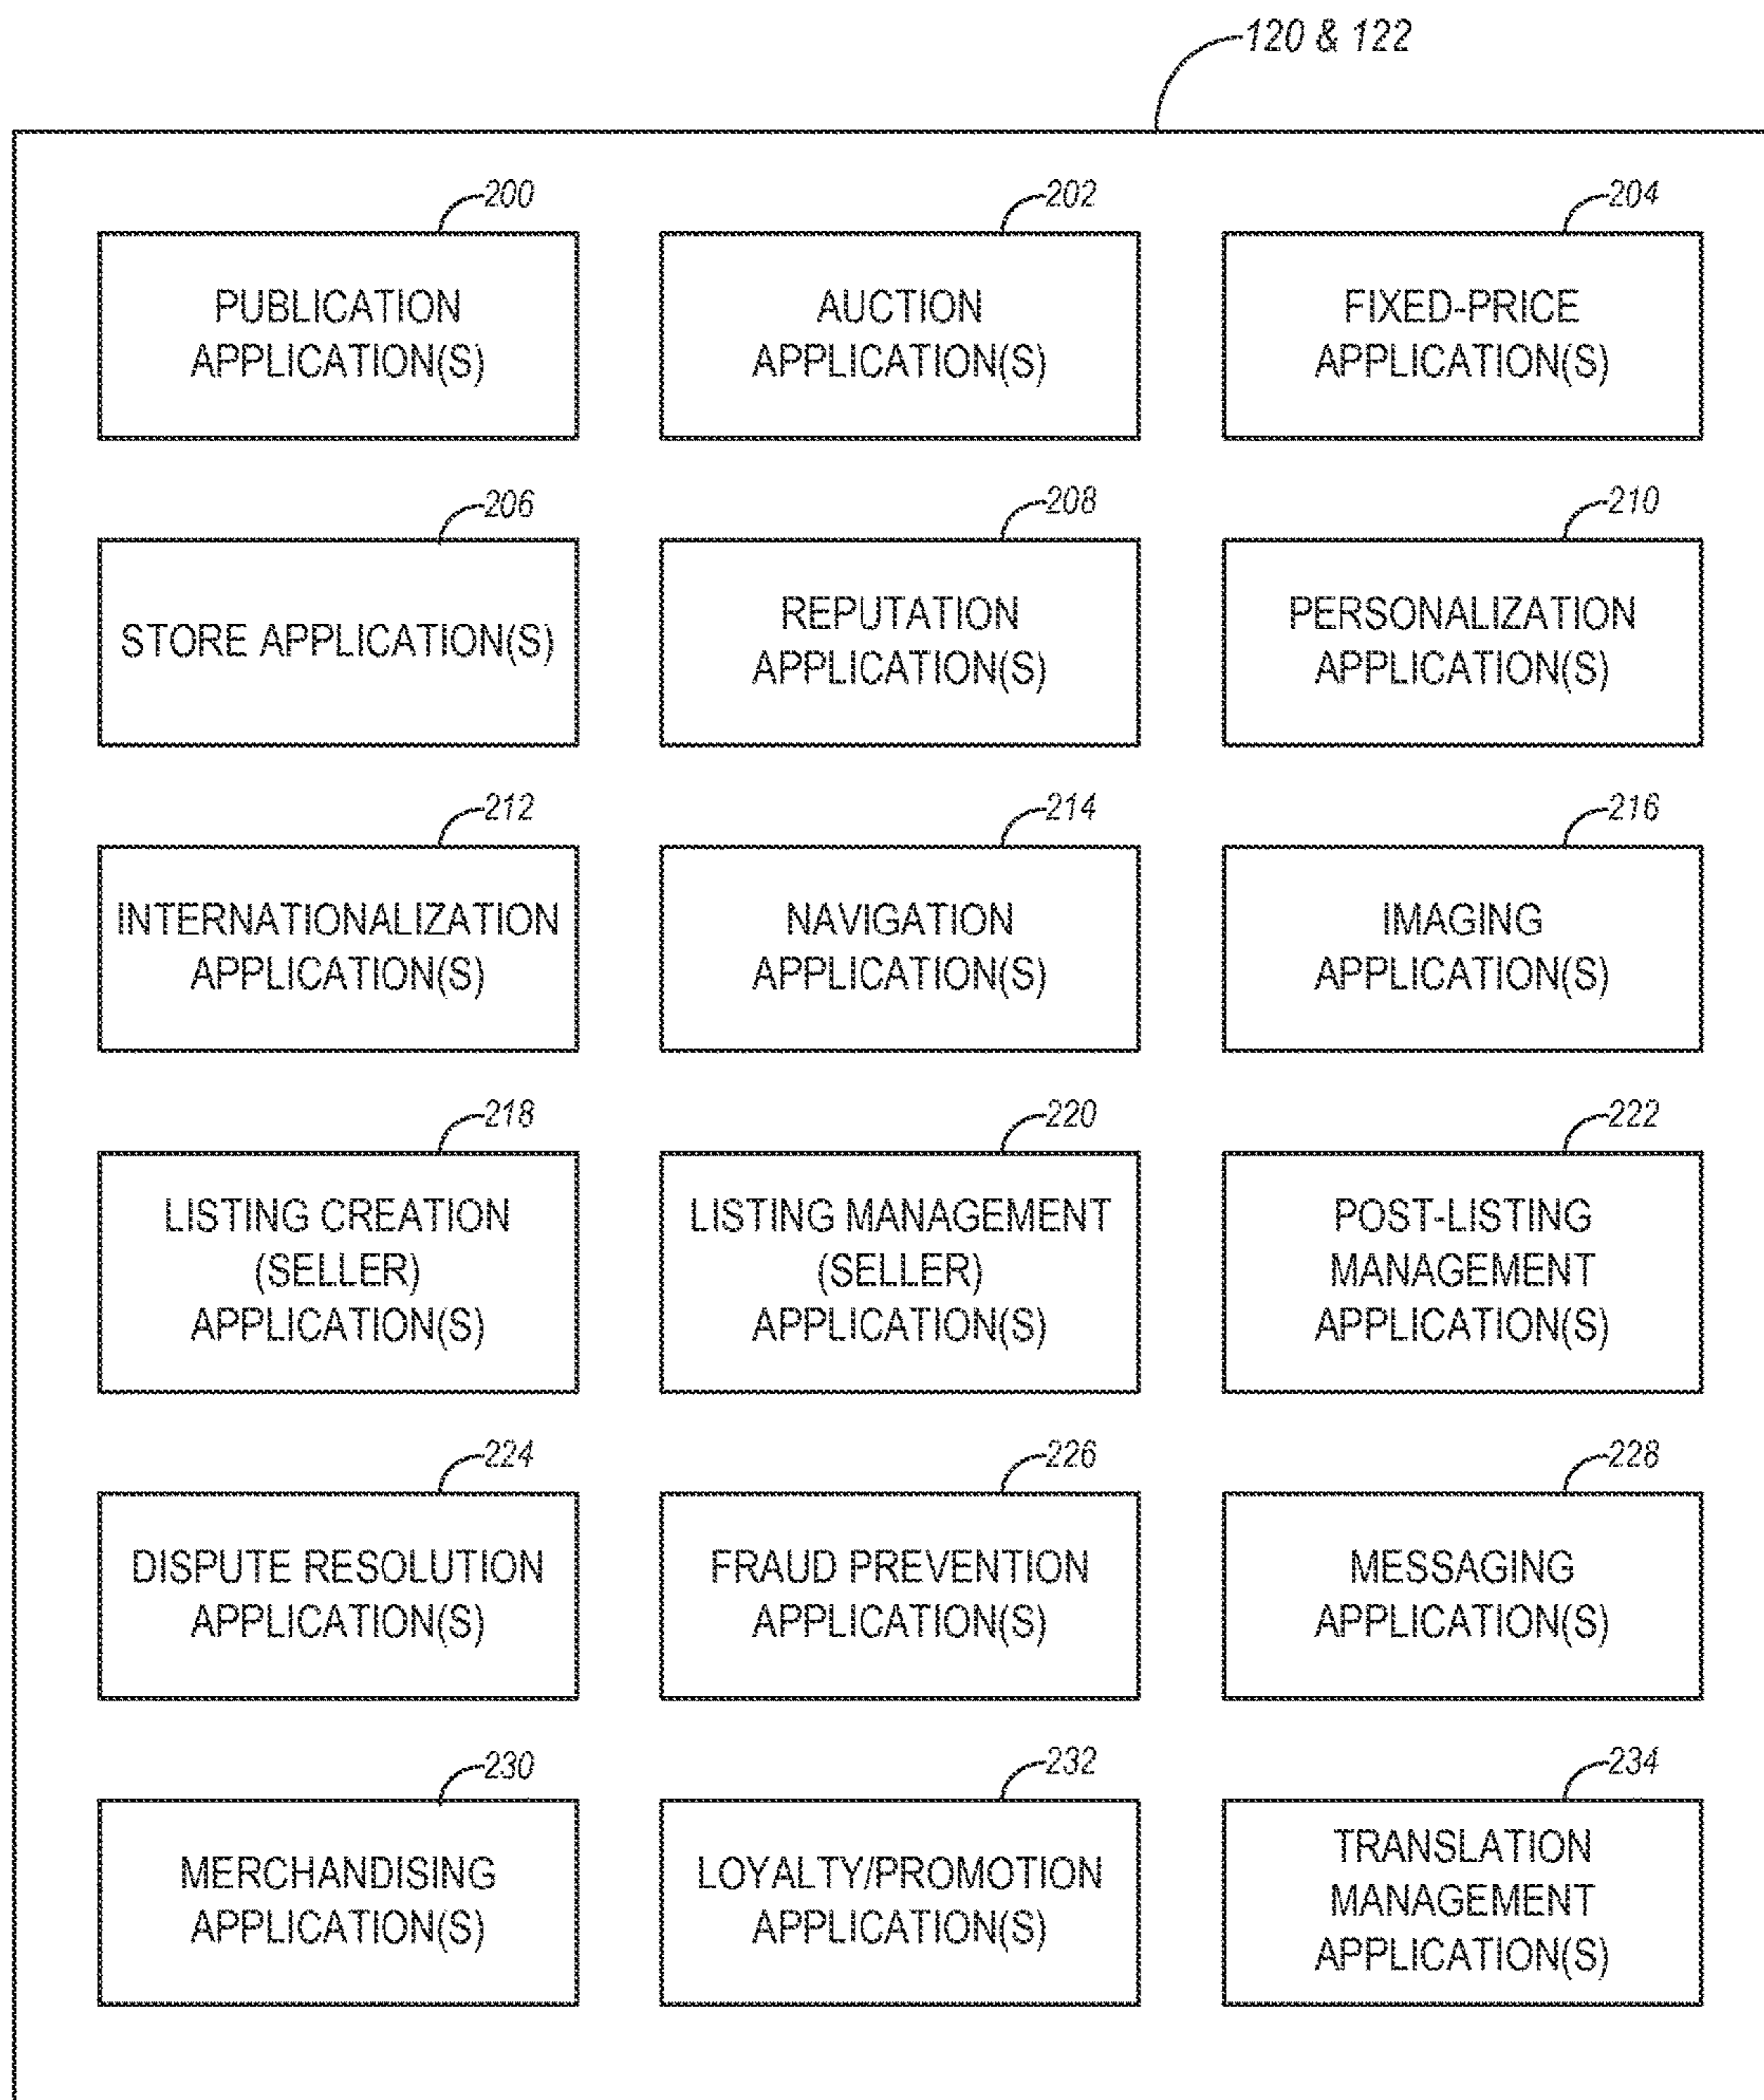 120 & 122
200
PUBLICATION
APPLICATION(S)
202
AUCTION
APPLICATION(S)
204
FIXED-PRICE
APPLICATION(S)
206
STORE APPLICATION(S)
208
REPUTATION
APPLICATION(S)
210
PERSONALIZATION
APPLICATION(S)
212
INTERNATIONALIZATION
APPLICATION(S)
214
NAVIGATION
APPLICATION(S)
216
IMAGING
APPLICATION(S)
218
LISTING CREATION
(SELLER)
APPLICATION(S)
220
LISTING MANAGEMENT
(SELLER)
APPLICATION(S)
222
POST-LISTING
MANAGEMENT
APPLICATION(S)
224
DISPUTE RESOLUTION
APPLICATION(S)
226
FRAUD PREVENTION
APPLICATION(S)
228
MESSAGING
APPLICATION(S)
230
MERCHANDISING
APPLICATION(S)
232
LOYALTY/PROMOTION
APPLICATION(S)
234
TRANSLATION
MANAGEMENT
APPLICATION(S)